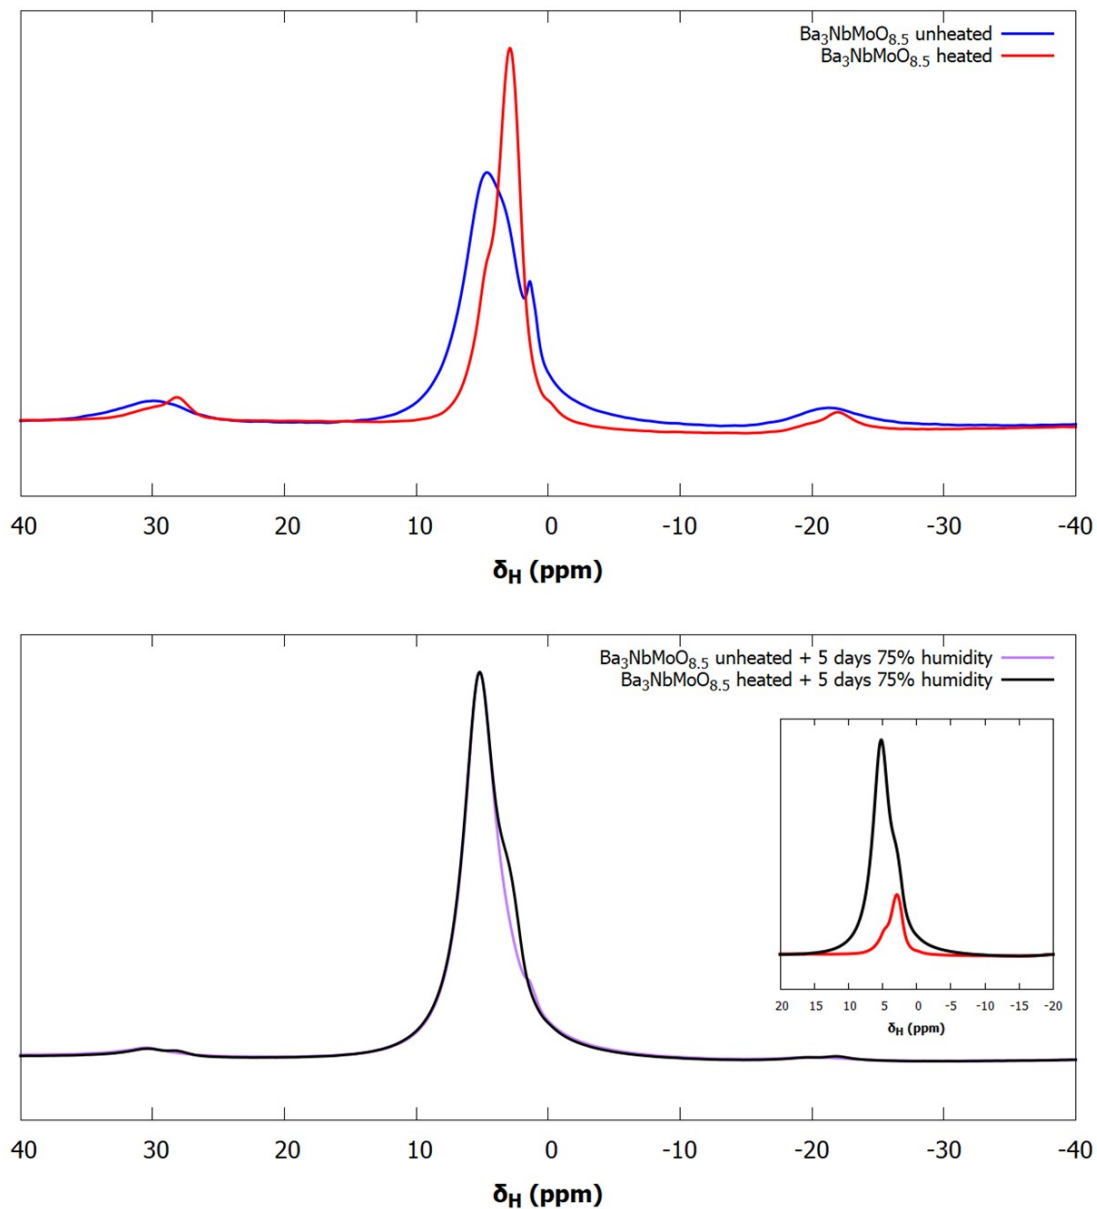 Ba₃NbMoO₈.₅ unheated
Ba₃NbMoO₈.₅ heated
40 30 20 10 0 -10 -20 -30 -40
δH (ppm)
Ba₃NbMoO₈.₅ unheated + 5 days 75% humidity
Ba₃NbMoO₈.₅ heated + 5 days 75% humidity
20 15 10 5 0 -5 -10 -15 -20
δH (ppm)
40 30 20 10 0 -10 -20 -30 -40
δH (ppm)